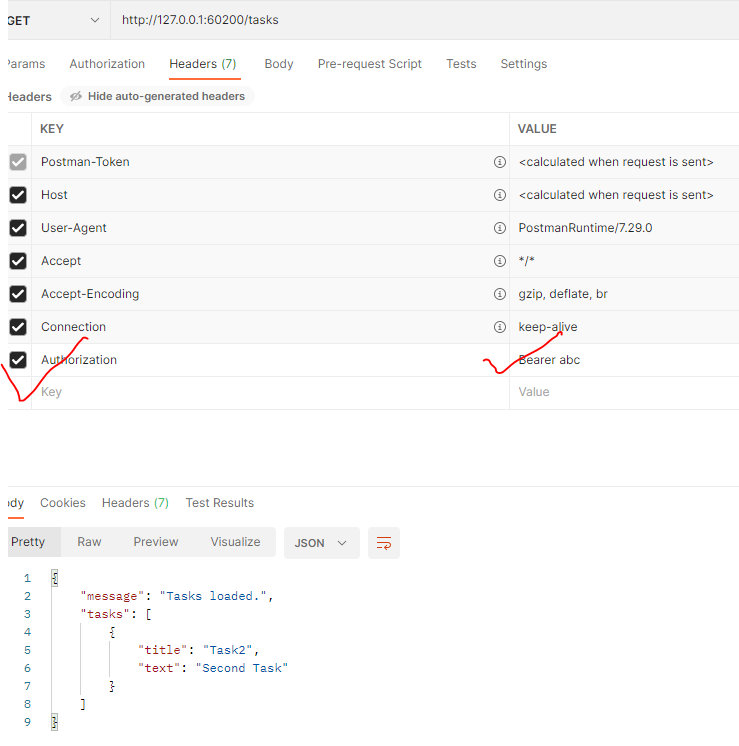 GET http://127.0.0.1:60200/tasks
Params Authorization Headers (7) Body Pre-request Script Tests Settings
Headers Hide auto-generated headers
KEY VALUE
Postman-Token <calculated when request is sent>
Host <calculated when request is sent>
User-Agent PostmanRuntime/7.29.0
Accept */*
Accept-Encoding gzip, deflate, br
Connection keep-alive
Authorization Bearer abc
Key Value
ody Cookies Headers (7) Test Results
Pretty Raw Preview Visualize JSON
1 {
2 "message": "Tasks loaded.",
3 "tasks": [
4 {
5 "title": "Task2",
6 "text": "Second Task"
7 }
8 ]
9 }